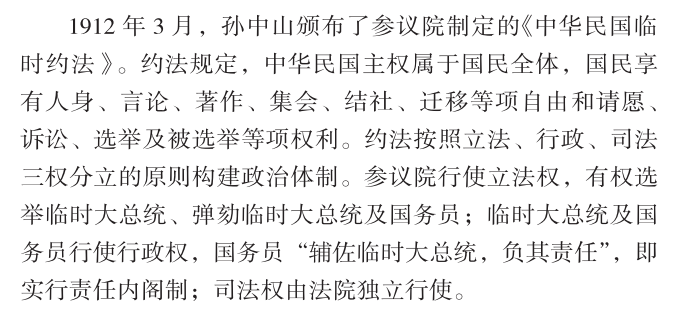 1912 年 3 月，孙中山颁布了参议院制定的《中华民国临
时约法》。约法规定，中华民国主权属于国民全体，国民享
有人身、言论、著作、集会、结社、迁移等项自由和请愿、
诉讼、选举及被选举等项权利。约法按照立法、行政、司法
三权分立的原则构建政治体制。参议院行使立法权，有权选
举临时大总统、弹劾临时大总统及国务员；临时大总统及国
务员行使行政权，国务员“辅佐临时大总统，负其责任”，即
实行责任内阁制；司法权由法院独立行使。